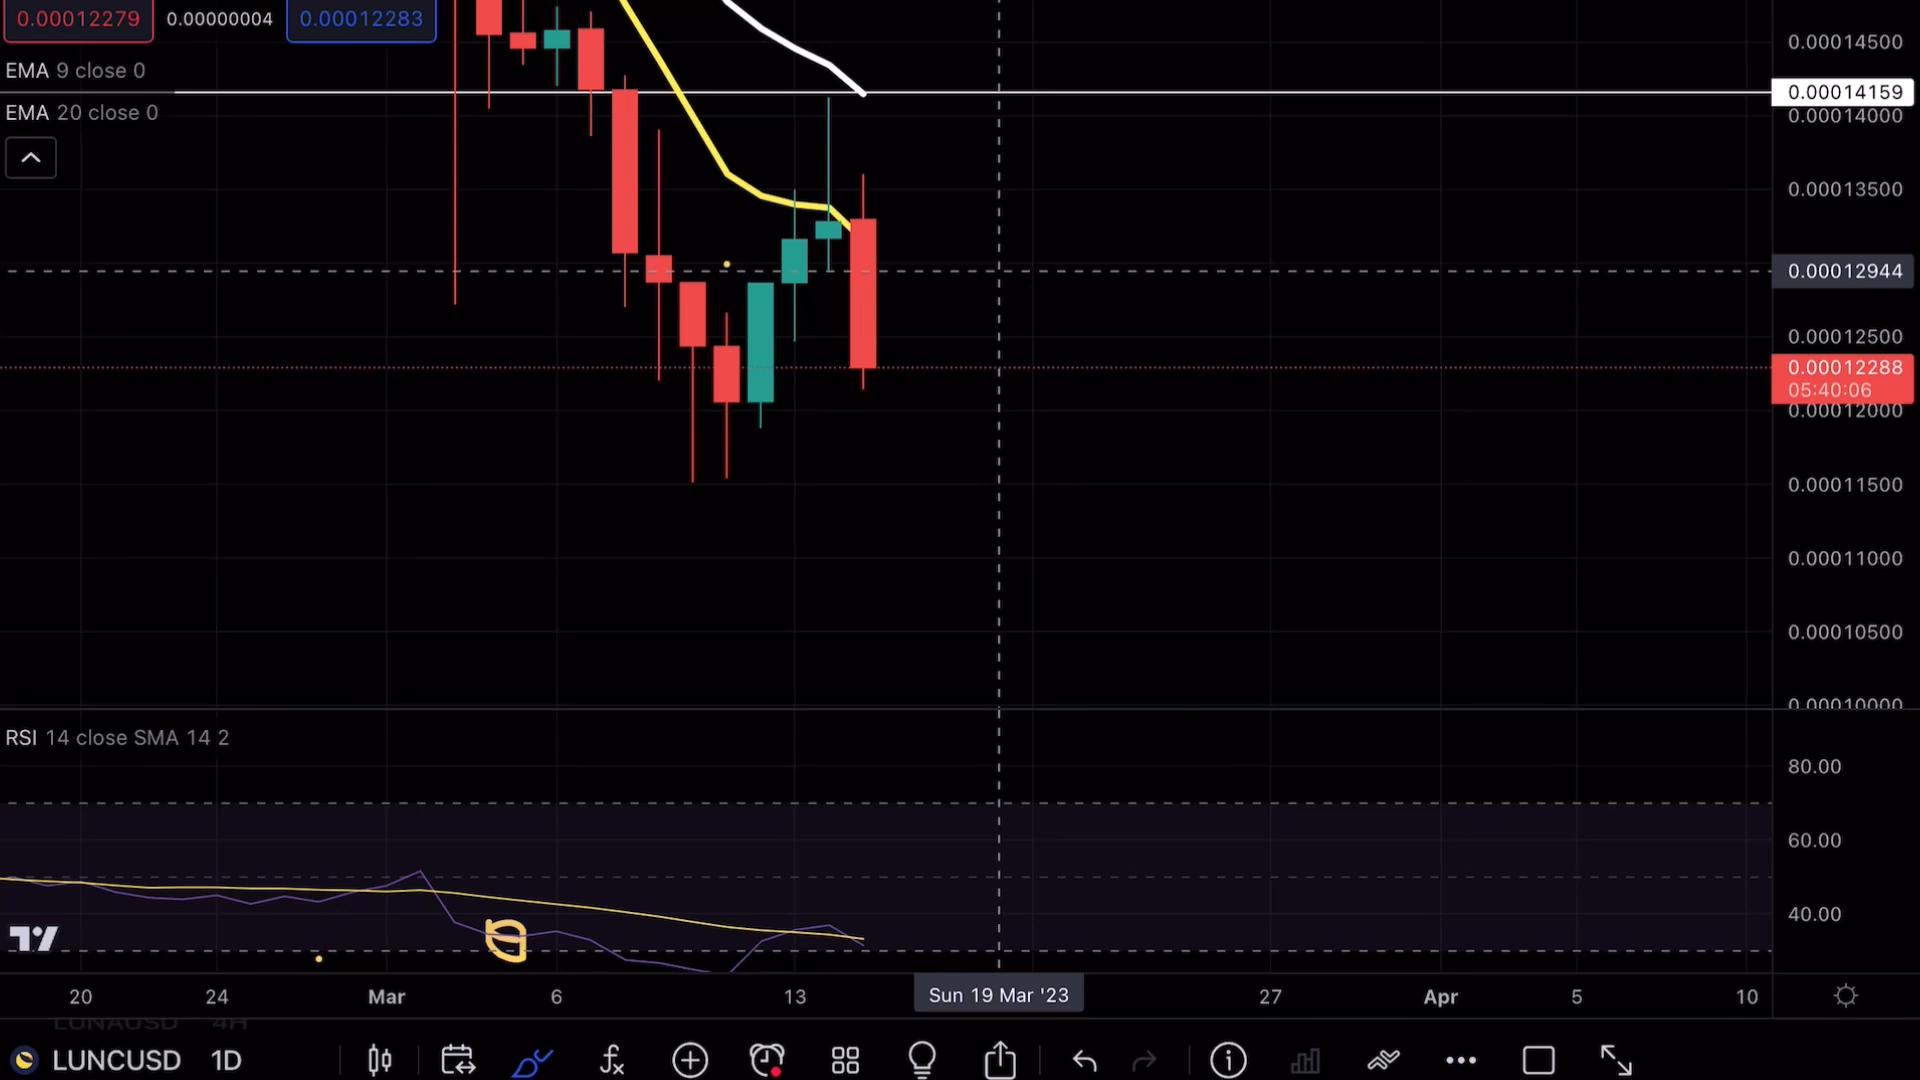 0.00012279 0.00000004 0.00012283
EMA 9 close 0
EMA 20 close 0
0.00014500
0.00014159
0.00014000
0.00013500
0.00012944
0.00012500
0.00012288
05:40:06
0.00012000
0.00011500
0.00011000
0.00010500
0.00010000
RSI 14 close SMA 14 2
80.00
60.00
40.00
20 24 Mar 6 13 Sun 19 Mar '23 27 Apr 5 10
LUNAUSD 4H
LUNCUSD 1D